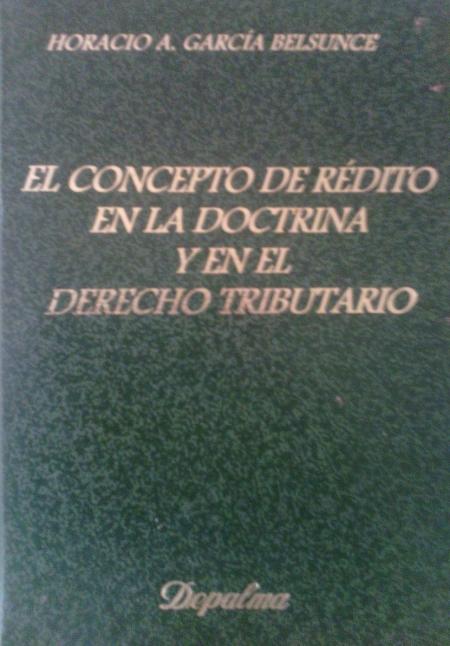 HORACIO A. GARCÍA BELSUNCE
EL CONCEPTO DE RÉDITO
EN LA DOCTRINA
Y EN EL
DERECHO TRIBUTARIO
Depalma